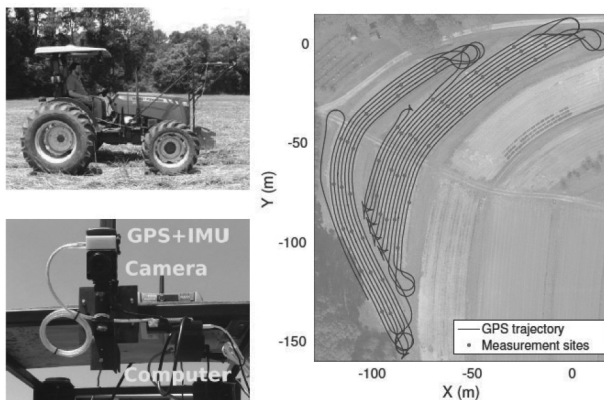 GPS+IMU
Camera
Computer
0
-50
-100
-150
Y (m)
-100
-50
0
X (m)
GPS trajectory
Measurement sites